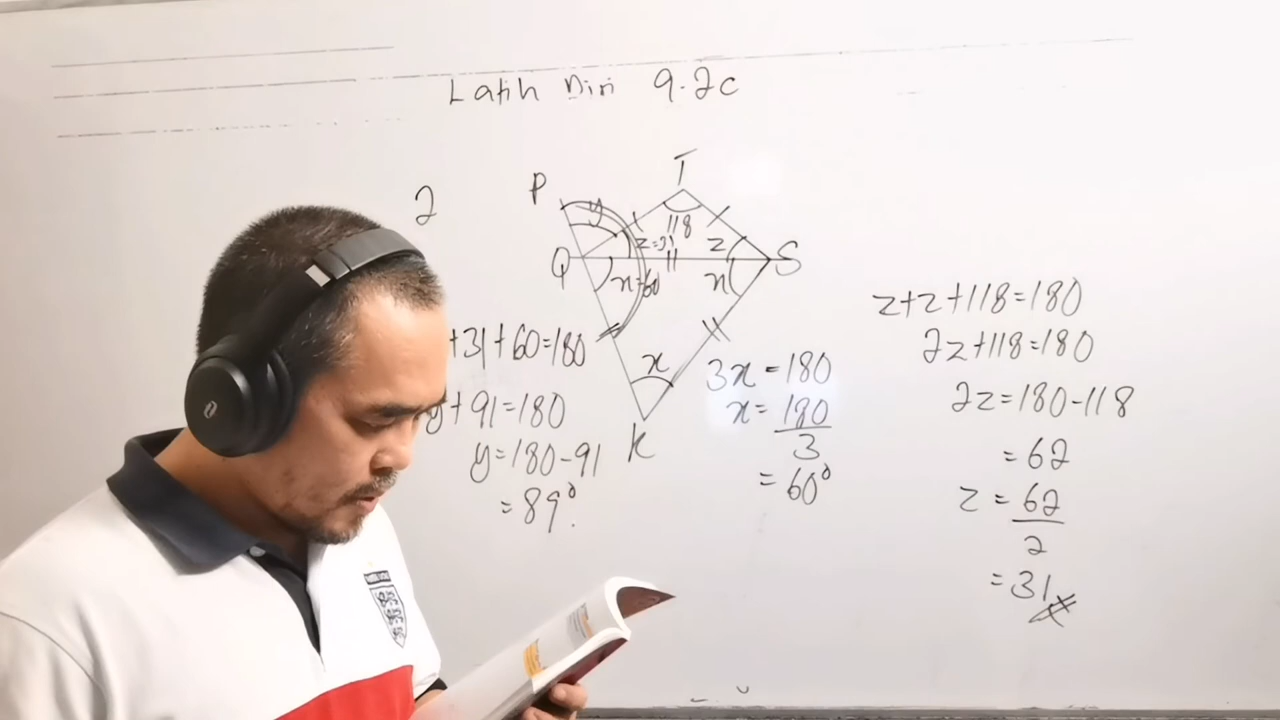 Latih Diri 9.2c
2
P
T
y
118
z=31
z
Q
S
x=60
x
x
R
+31+60=180
y+91=180
y=180-91
=89°
3x=180
x=180
3
=60°
z+z+118=180
2z+118=180
2z=180-118
=62
z=62
2
=31